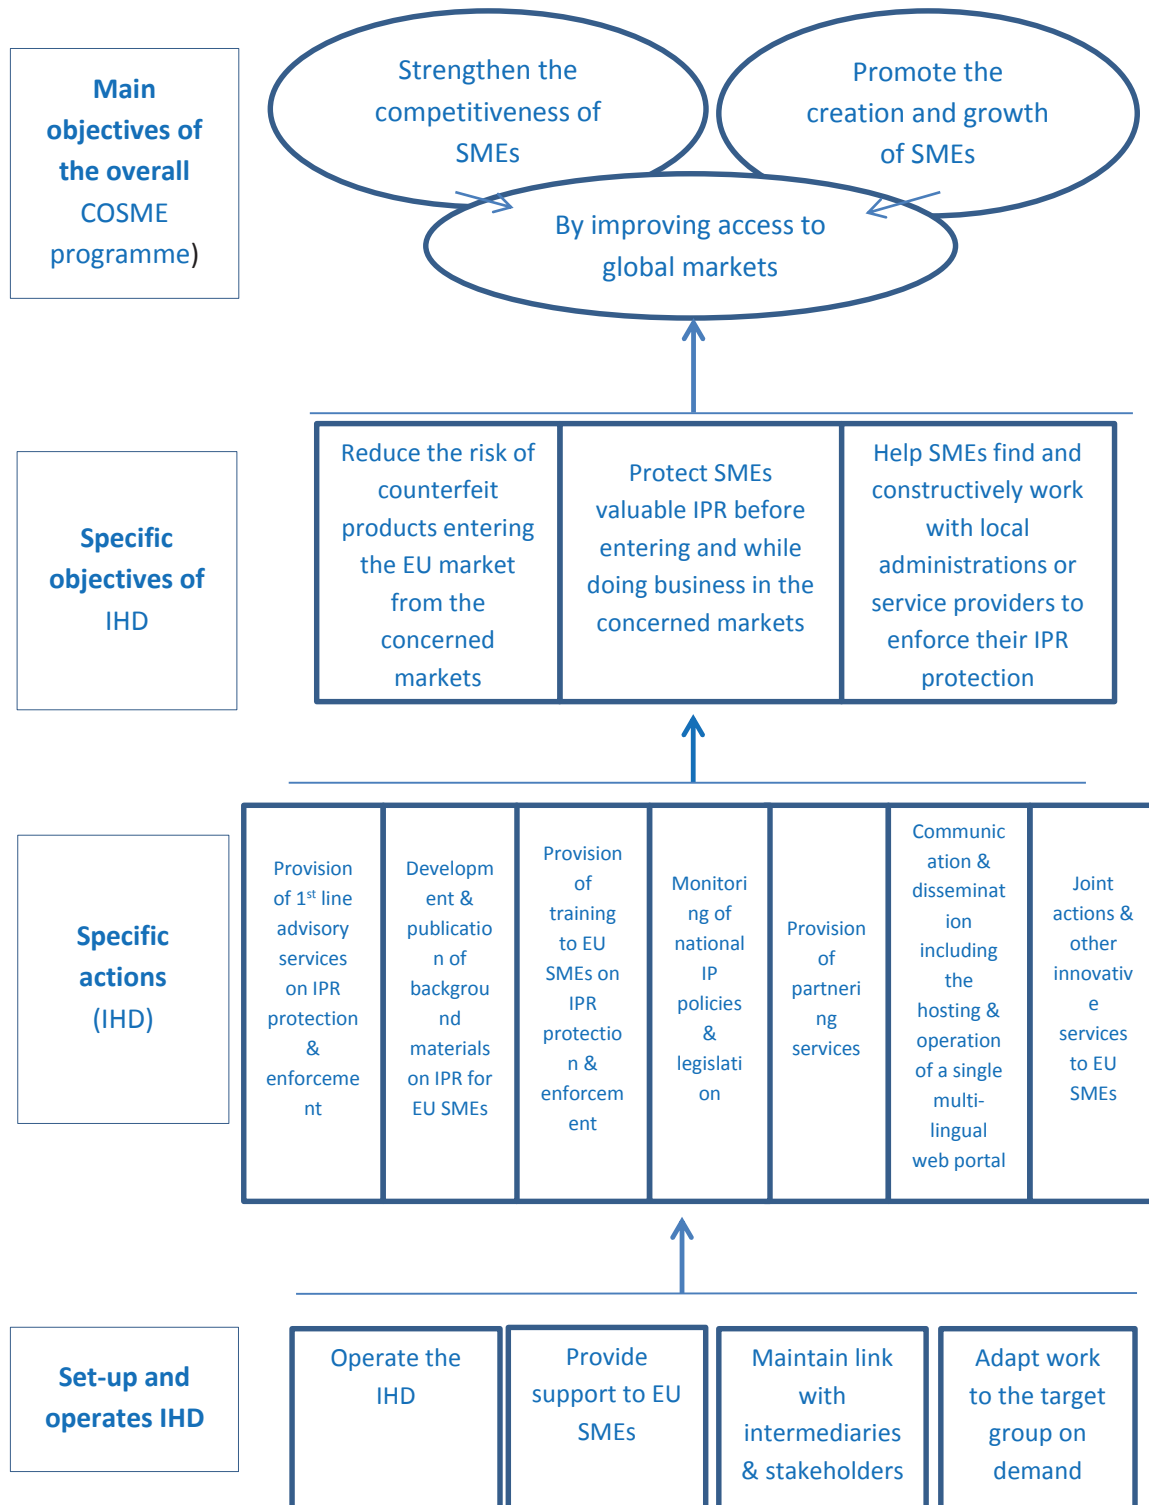 Main
objectives of
the overall
COSME
programme)
Strengthen the
competitiveness of
SMEs
Promote the
creation and growth
of SMEs
By improving access to
global markets
Specific
objectives of
IHD
Reduce the risk of
counterfeit
products entering
the EU market
from the
concerned
markets
Protect SMEs
valuable IPR before
entering and while
doing business in the
concerned markets
Help SMEs find and
constructively work
with local
administrations or
service providers to
enforce their IPR
protection
Specific
actions
(IHD)
Provision
of 1st line
advisory
services
on IPR
protection
&
enforceme
nt
Developm
ent &
publicatio
n of
backgrou
nd
materials
on IPR for
EU SMEs
Provision
of
training
to EU
SMEs on
IPR
protectio
n &
enforcem
ent
Monitori
ng of
national
IP
policies
&
legislati
on
Provision
of
partneri
ng
services
Communic
ation &
disseminat
ion
including
the
hosting &
operation
of a single
multi-
lingual
web portal
Joint
actions &
other
innovativ
e
services
to EU
SMEs
Set-up and
operates IHD
Operate the
IHD
Provide
support to EU
SMEs
Maintain link
with
intermediaries
& stakeholders
Adapt work
to the target
group on
demand